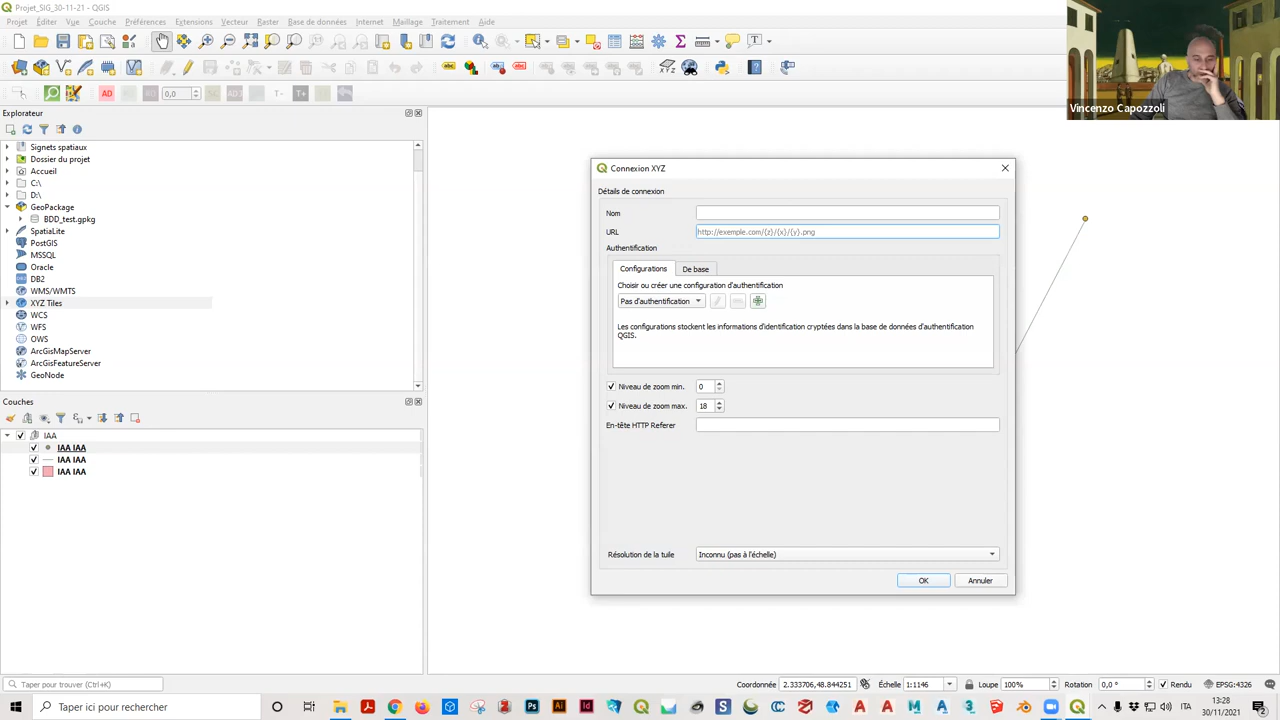 Projet_SIG_30-11-21 - QGIS
Projet Éditer Vue Couche Préférences Extensions Vecteur Raster Base de données Internet Maillage Traitement Aide
0,0
Explorateur
Signets spatiaux
Dossier du projet
Accueil
C:\
D:\
GeoPackage
BDD_test.gpkg
SpatiaLite
PostGIS
MSSQL
Oracle
DB2
WMS/WMTS
XYZ Tiles
WCS
WFS
OWS
ArcGisMapServer
ArcGisFeatureServer
GeoNode
Couches
IAA
IAA IAA
IAA IAA
IAA IAA
Vincenzo Capozzoli
Connexion XYZ
Détails de connexion
Nom
URL http://exemple.com/{z}/{x}/{y}.png
Authentification
Configurations De base
Choisir ou créer une configuration d'authentification
Pas d'authentification
Les configurations stockent les informations d'identification cryptées dans la base de données d'authentification
QGIS.
Niveau de zoom min. 0
Niveau de zoom max. 18
En-tête HTTP Referer
Résolution de la tuile Inconnu (pas à l'échelle)
OK Annuler
Taper pour trouver (Ctrl+K)
Coordonnée 2.333706,48.844251 Échelle 1:1146 Loupe 100% Rotation 0,0 ° Rendu EPSG:4326
Taper ici pour rechercher
ITA
13:28
30/11/2021